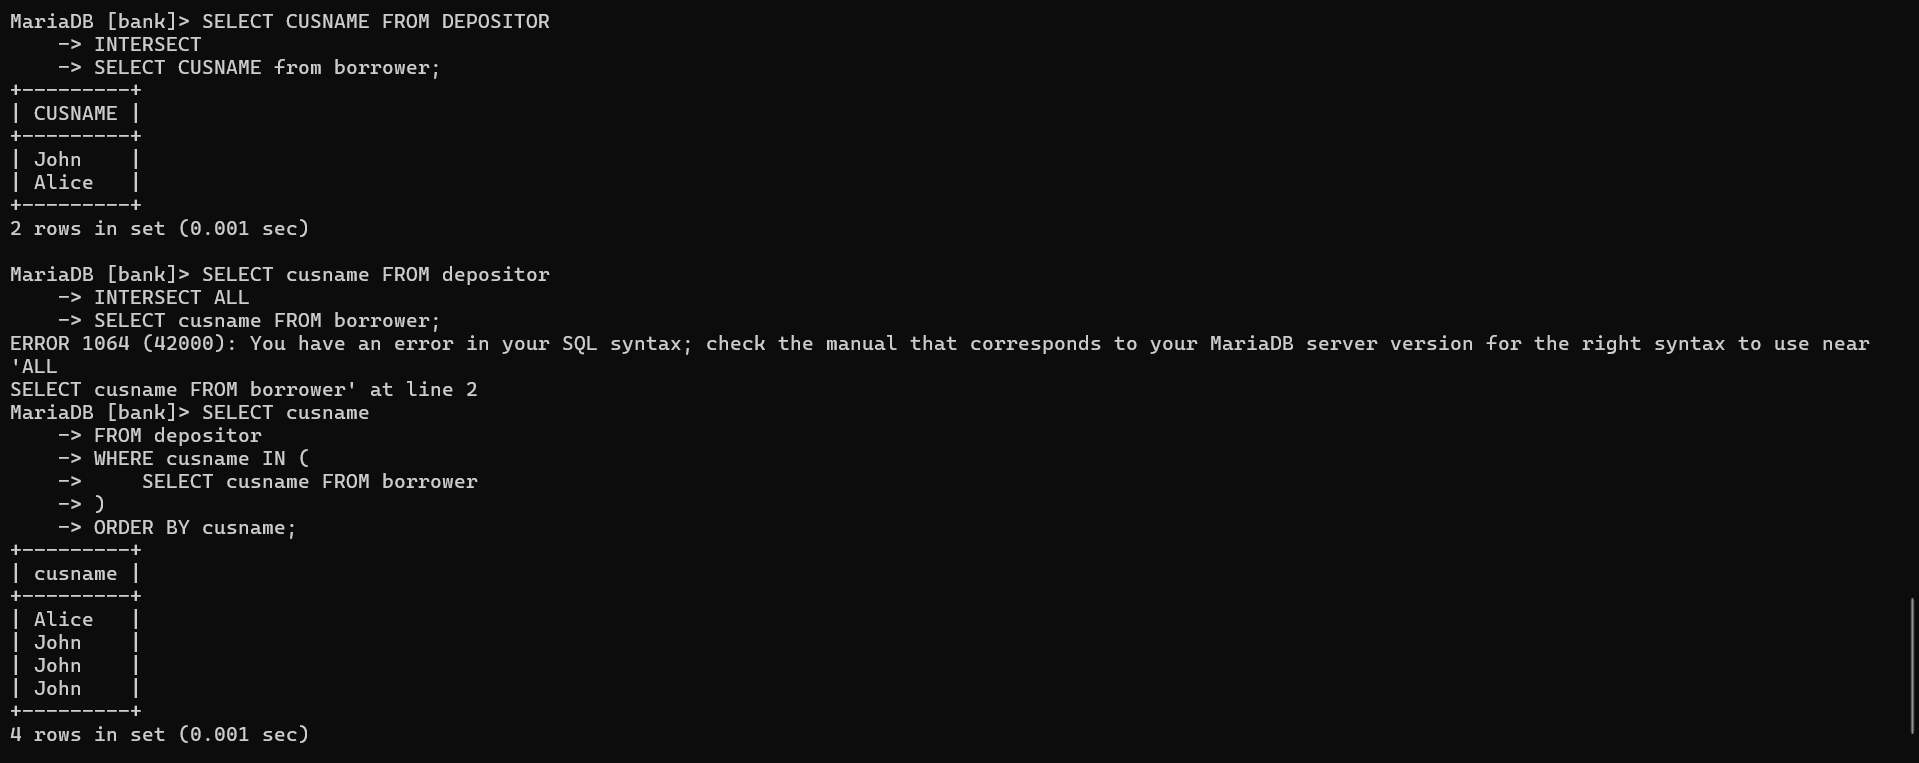 MariaDB [bank]> SELECT CUSNAME FROM DEPOSITOR
    -> INTERSECT
    -> SELECT CUSNAME from borrower;
+---------+
| CUSNAME |
+---------+
| John    |
| Alice   |
+---------+
2 rows in set (0.001 sec)

MariaDB [bank]> SELECT cusname FROM depositor
    -> INTERSECT ALL
    -> SELECT cusname FROM borrower;
ERROR 1064 (42000): You have an error in your SQL syntax; check the manual that corresponds to your MariaDB server version for the right syntax to use near
'ALL
SELECT cusname FROM borrower' at line 2
MariaDB [bank]> SELECT cusname
    -> FROM depositor
    -> WHERE cusname IN (
    ->     SELECT cusname FROM borrower
    -> )
    -> ORDER BY cusname;
+---------+
| cusname |
+---------+
| Alice   |
| John    |
| John    |
| John    |
+---------+
4 rows in set (0.001 sec)